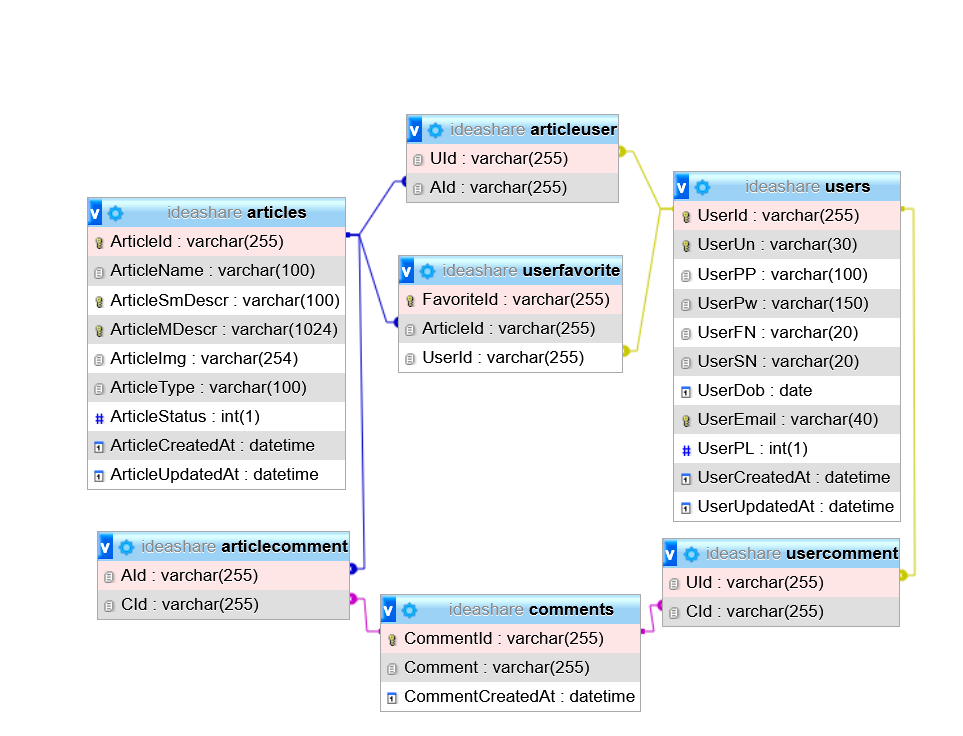 v ideashare articleuser
UId : varchar(255)
AId : varchar(255)
v ideashare users
UserId : varchar(255)
UserUn : varchar(30)
UserPP : varchar(100)
UserPw : varchar(150)
UserFN : varchar(20)
UserSN : varchar(20)
UserDob : date
UserEmail : varchar(40)
# UserPL : int(1)
UserCreatedAt : datetime
UserUpdatedAt : datetime
v ideashare articles
ArticleId : varchar(255)
ArticleName : varchar(100)
ArticleSmDescr : varchar(100)
ArticleMDescr : varchar(1024)
ArticleImg : varchar(254)
ArticleType : varchar(100)
# ArticleStatus : int(1)
ArticleCreatedAt : datetime
ArticleUpdatedAt : datetime
v ideashare userfavorite
FavoriteId : varchar(255)
ArticleId : varchar(255)
UserId : varchar(255)
v ideashare articlecomment
AId : varchar(255)
CId : varchar(255)
v ideashare usercomment
UId : varchar(255)
CId : varchar(255)
v ideashare comments
CommentId : varchar(255)
Comment : varchar(255)
CommentCreatedAt : datetime